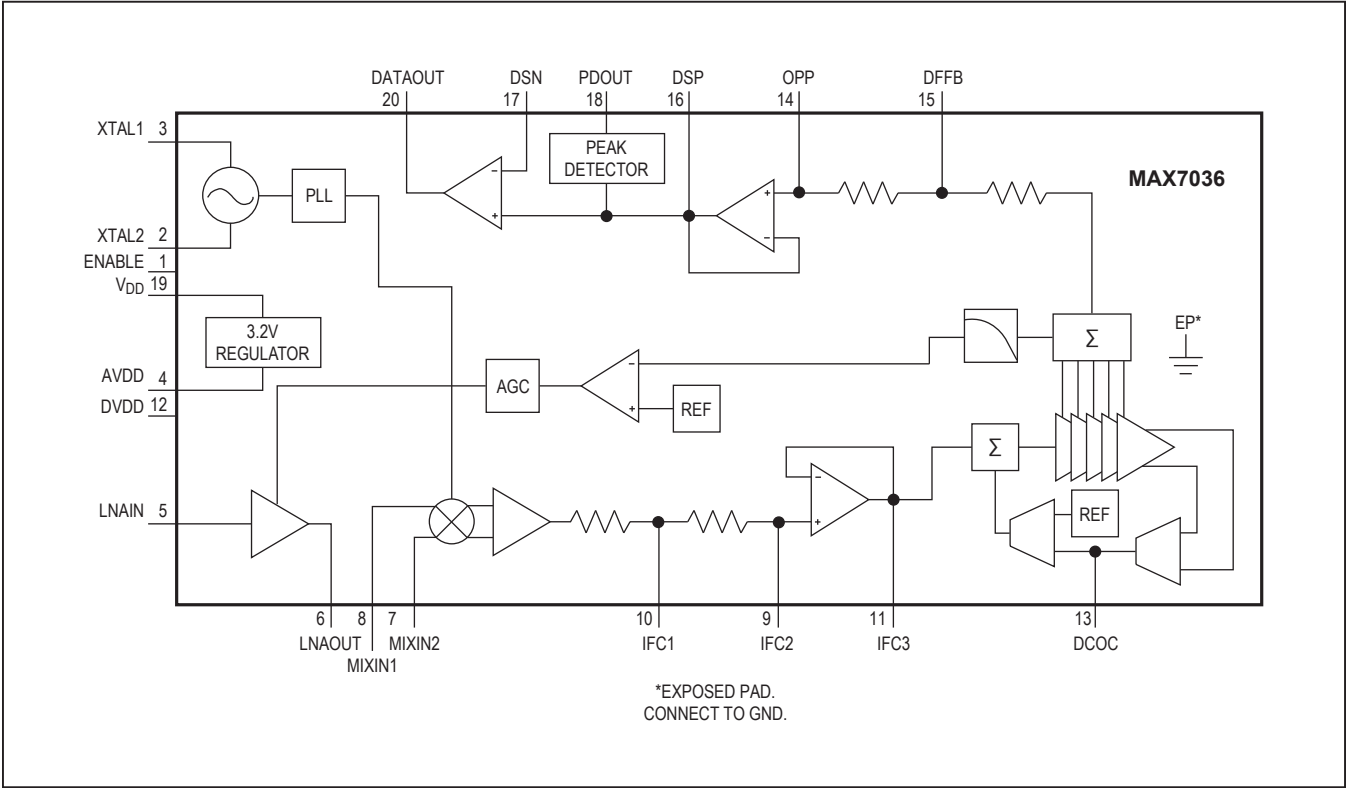 DATAOUT DSN PDOUT DSP OPP DFFB
20 17 18 16 14 15
XTAL1 3
MAX7036
PEAK
DETECTOR
- +
+ -
PLL
XTAL2 2
ENABLE 1
VDD 19
3.2V
REGULATOR
AVDD 4
DVDD 12
AGC
- +
REF
Σ
EP*
Σ
REF
LNAIN 5
- +
6 8 7 10 9 11 13
LNAOUT MIXIN2 IFC1 IFC2 IFC3 DCOC
MIXIN1
*EXPOSED PAD.
CONNECT TO GND.